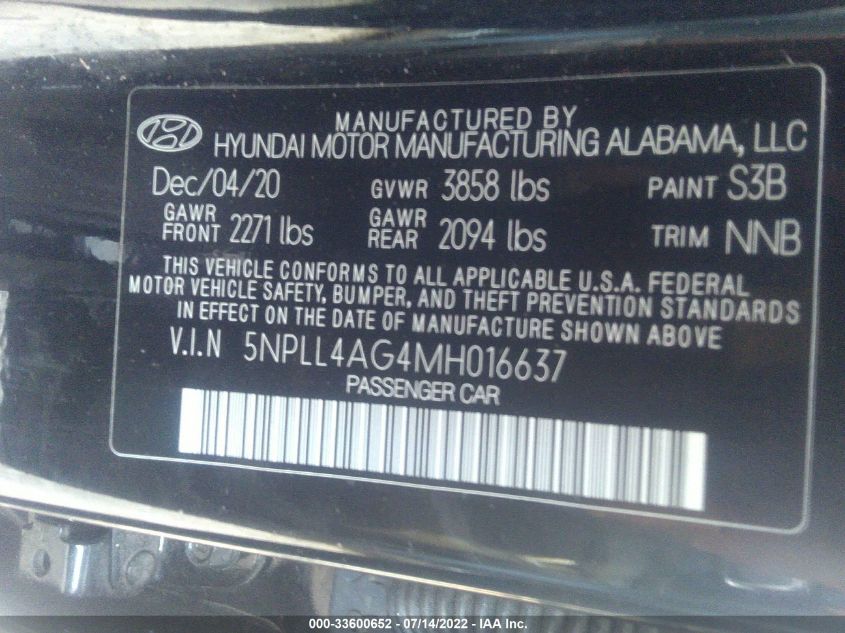 MANUFACTURED BY
HYUNDAI MOTOR MANUFACTURING ALABAMA, LLC
Dec/04/20 GVWR 3858 lbs PAINT S3B
GAWR FRONT 2271 lbs GAWR REAR 2094 lbs TRIM NNB
THIS VEHICLE CONFORMS TO ALL APPLICABLE U.S.A. FEDERAL
MOTOR VEHICLE SAFETY, BUMPER, AND THEFT PREVENTION STANDARDS
IN EFFECT ON THE DATE OF MANUFACTURE SHOWN ABOVE
V.I.N 5NPLL4AG4MH016637
PASSENGER CAR
000-33600652 - 07/14/2022 - IAA Inc.